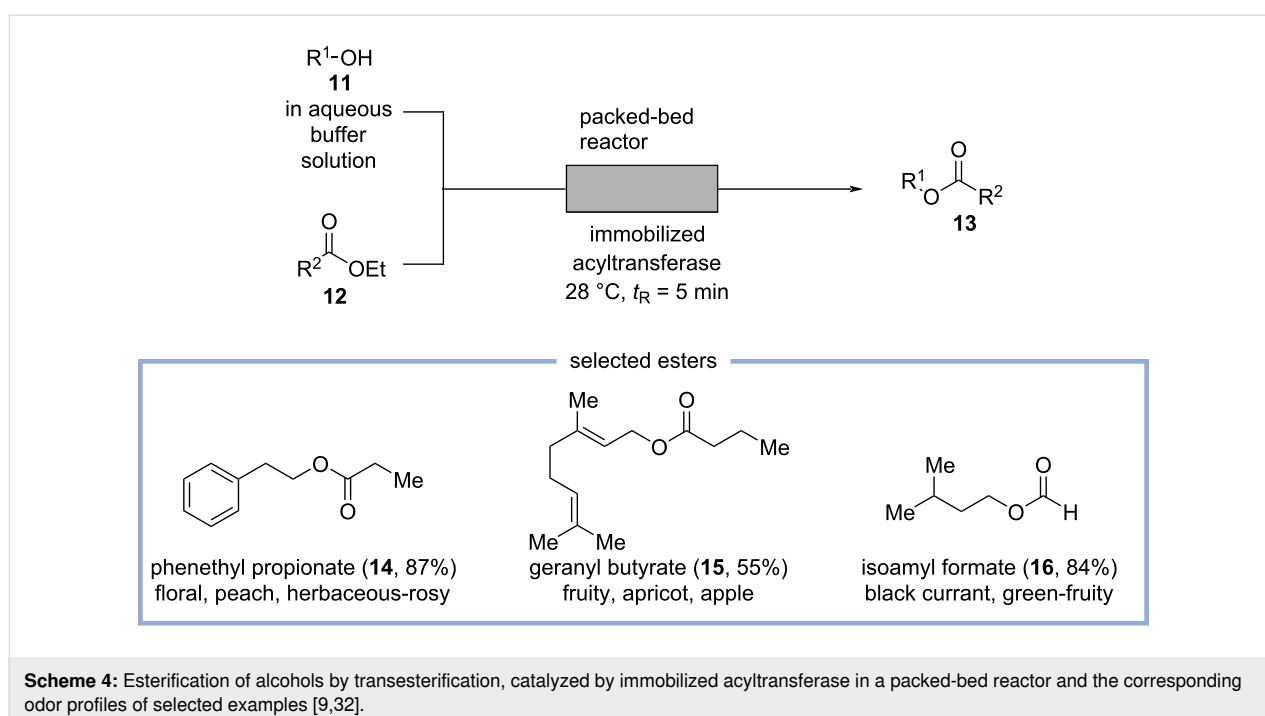 R¹-OH
11
in aqueous
buffer
solution
O
R²
OEt
12
packed-bed
reactor
immobilized
acyltransferase
28 °C, tR = 5 min
O
R¹
O
R²
13
selected esters
O
Me
O
phenethyl propionate (14, 87%)
floral, peach, herbaceous-rosy
Me
O
O
Me
Me
Me
geranyl butyrate (15, 55%)
fruity, apricot, apple
Me
O
Me
O
H
isoamyl formate (16, 84%)
black currant, green-fruity
Scheme 4: Esterification of alcohols by transesterification, catalyzed by immobilized acyltransferase in a packed-bed reactor and the corresponding
odor profiles of selected examples [9,32].